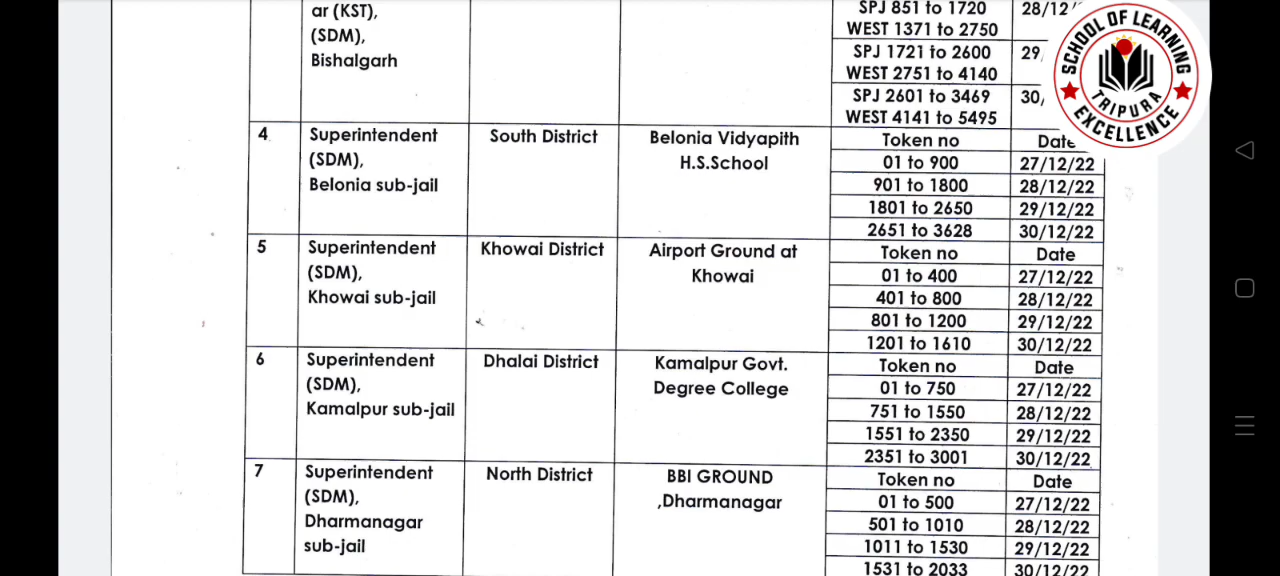 ar (KST),
(SDM),
Bishalgarh
SPJ 851 to 1720
WEST 1371 to 2750
28/12/
SPJ 1721 to 2600
WEST 2751 to 4140
29
SPJ 2601 to 3469
WEST 4141 to 5495
30/
SCHOOL OF LEARNING
TRIPURA
EXCELLENCE
4
Superintendent
(SDM),
Belonia sub-jail
South District
Belonia Vidyapith
H.S.School
Token no Date
01 to 900 27/12/22
901 to 1800 28/12/22
1801 to 2650 29/12/22
2651 to 3628 30/12/22
5
Superintendent
(SDM),
Khowai sub-jail
Khowai District
Airport Ground at
Khowai
Token no Date
01 to 400 27/12/22
401 to 800 28/12/22
801 to 1200 29/12/22
1201 to 1610 30/12/22
6
Superintendent
(SDM),
Kamalpur sub-jail
Dhalai District
Kamalpur Govt.
Degree College
Token no Date
01 to 750 27/12/22
751 to 1550 28/12/22
1551 to 2350 29/12/22
2351 to 3001 30/12/22
7
Superintendent
(SDM),
Dharmanagar
sub-jail
North District
BBI GROUND
,Dharmanagar
Token no Date
01 to 500 27/12/22
501 to 1010 28/12/22
1011 to 1530 29/12/22
1531 to 2033 30/12/22